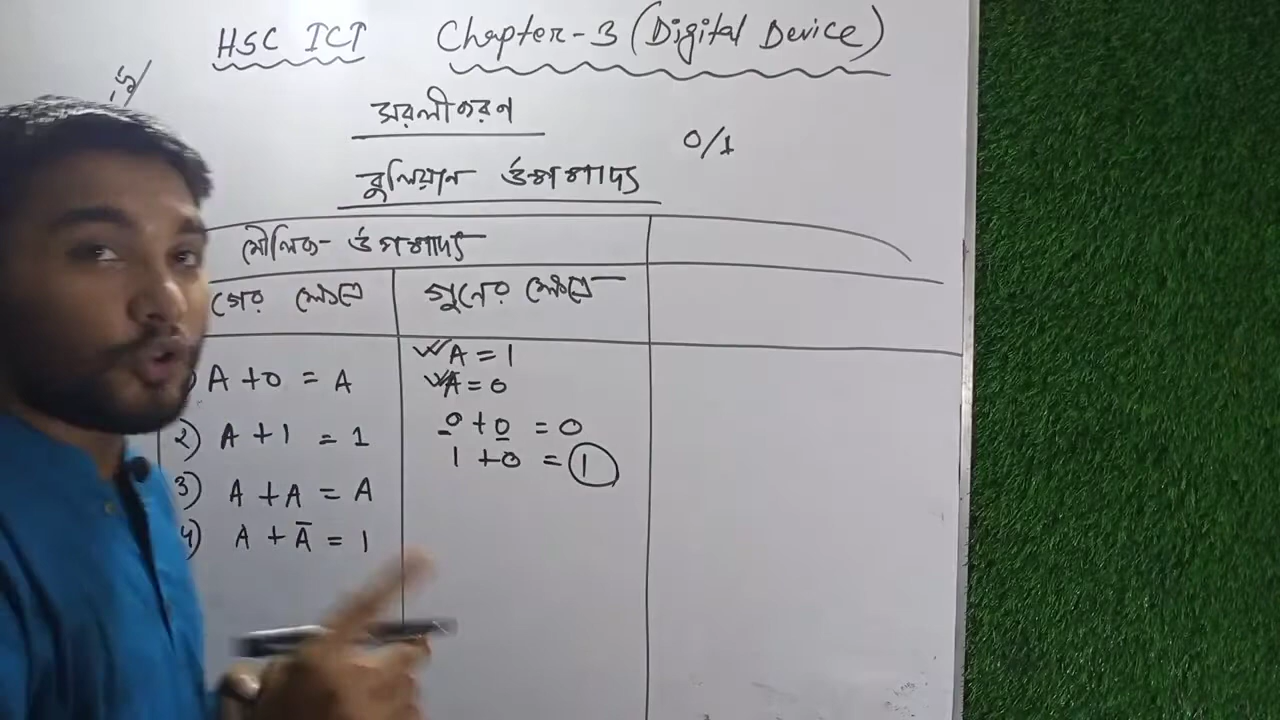 HSC ICT Chapter-3 (Digital Device)
সরলীকরণ
0/1
বুলিয়ান উপপাদ্য
মৌলিক উপপাদ্য
গের ক্ষেত্রে
গুনের ক্ষেত্রে
A + 0 = A
2) A + 1 = 1
3) A + A = A
4) A + Ā = 1
A = 1
A = 0
0 + 0 = 0
1 + 0 = 1